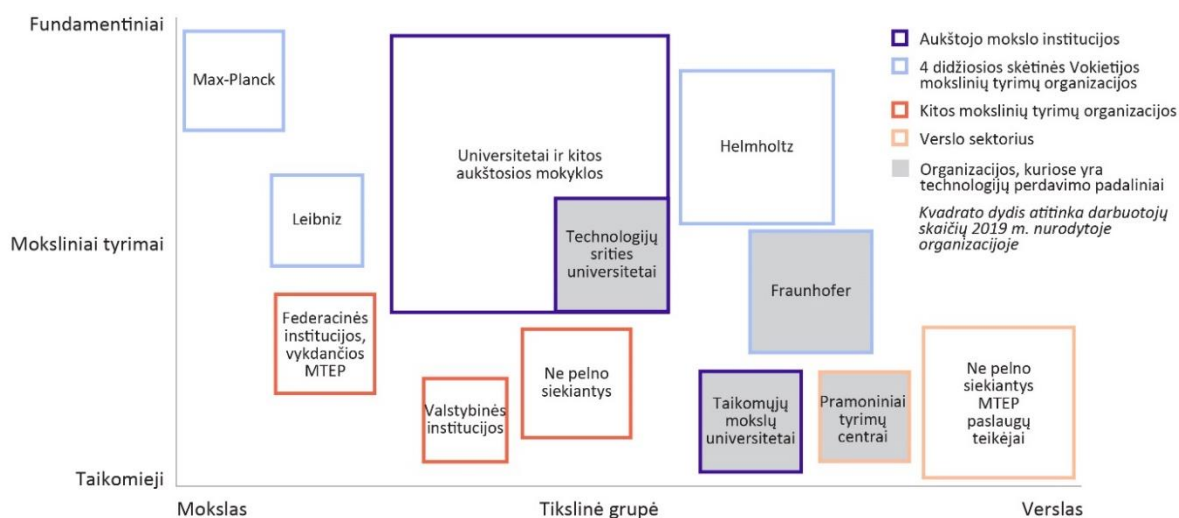 Fundamentiniai
Moksliniai tyrimai
Taikomieji
Mokslas
Tikslinė grupė
Verslas
Max-Planck
Leibniz
Federacinės
institucijos,
vykdančios
MTEP
Universitetai ir kitos
aukštosios mokyklos
Technologijų
srities
universitetai
Valstybinės
institucijos
Ne pelno
siekiantys
Helmholtz
Fraunhofer
Taikomųjų
mokslų
universitetai
Pramoniniai
tyrimų
centrai
Ne pelno
siekiantys
MTEP
paslaugų
teikėjai
Aukštojo mokslo institucijos
4 didžiosios skėtinės Vokietijos
mokslinių tyrimų organizacijos
Kitos mokslinių tyrimų organizacijos
Verslo sektorius
Organizacijos, kuriose yra
technologijų perdavimo padaliniai
Kvadrato dydis atitinka darbuotojų
skaičių 2019 m. nurodytoje
organizacijoje